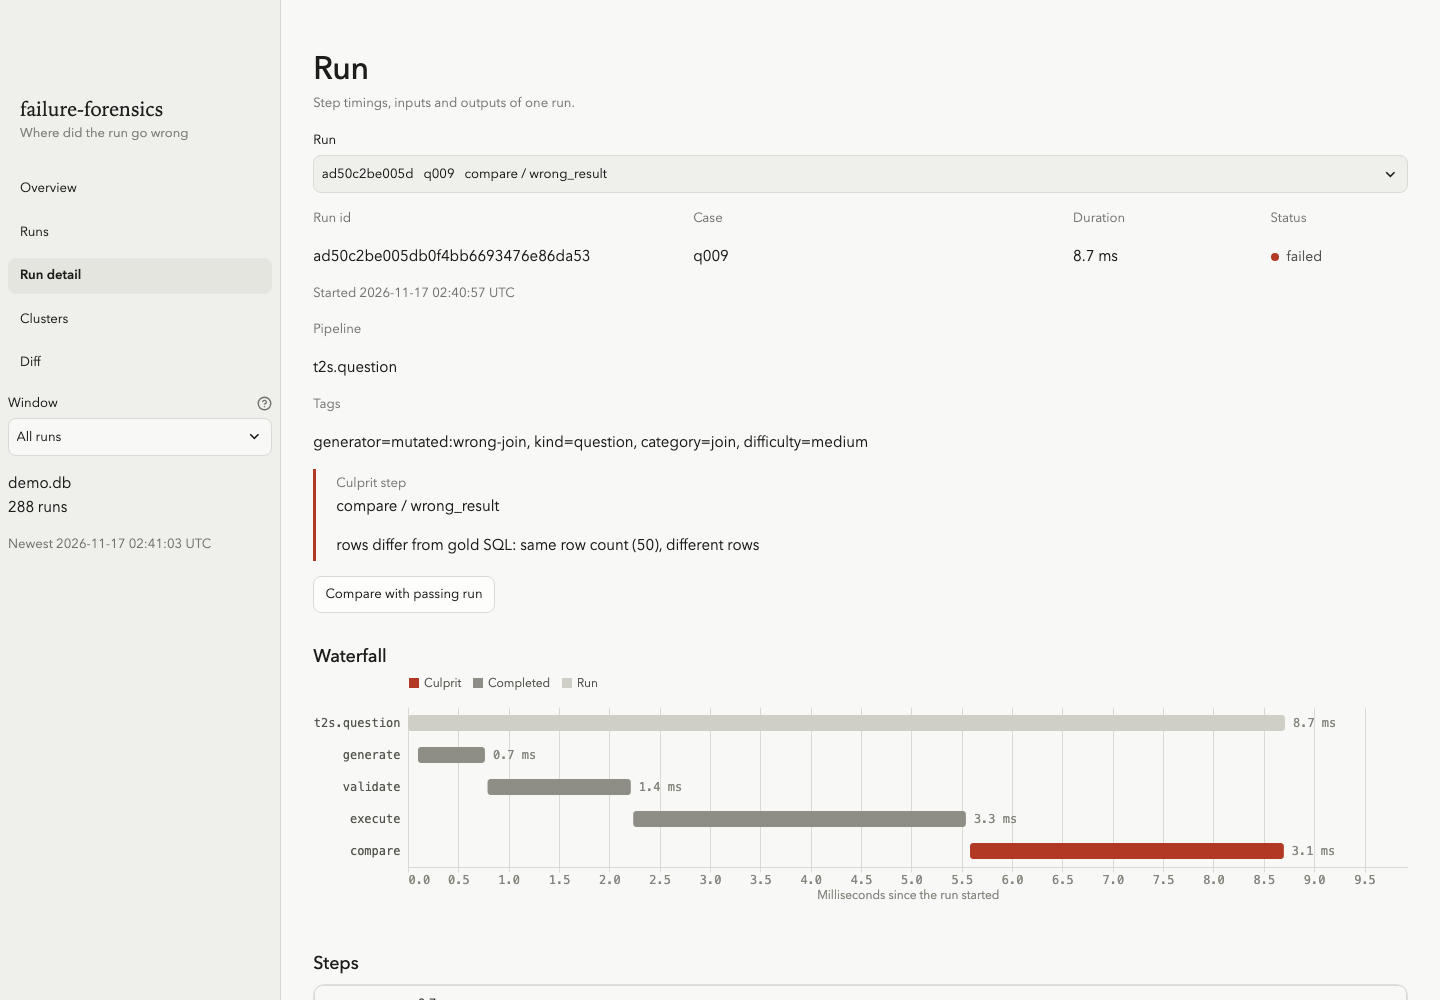 failure-forensics
Where did the run go wrong
Overview
Runs
Run detail
Clusters
Diff
Window
All runs
demo.db
288 runs
Newest 2026-11-17 02:41:03 UTC
Run
Step timings, inputs and outputs of one run.
Run
ad50c2be005d q009 compare / wrong_result
Run id Case Duration Status
ad50c2be005db0f4bb6693476e86da53 q009 8.7 ms failed
Started 2026-11-17 02:40:57 UTC
Pipeline
t2s.question
Tags
generator=mutated:wrong-join, kind=question, category=join, difficulty=medium
Culprit step
compare / wrong_result
rows differ from gold SQL: same row count (50), different rows
Compare with passing run
Waterfall
Culprit Completed Run
t2s.question 8.7 ms
generate 0.7 ms
validate 1.4 ms
execute 3.3 ms
compare 3.1 ms
0.0 0.5 1.0 1.5 2.0 2.5 3.0 3.5 4.0 4.5 5.0 5.5 6.0 6.5 7.0 7.5 8.0 8.5 9.0 9.5
Milliseconds since the run started
Steps